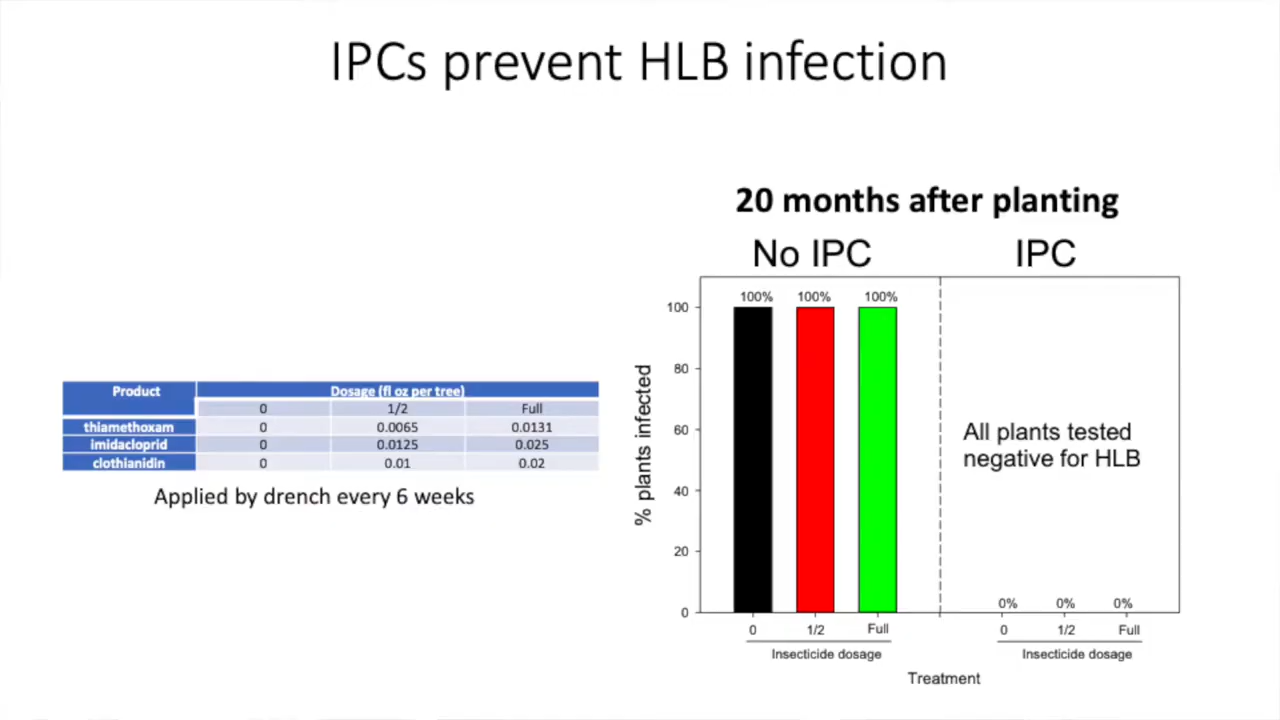 IPCs prevent HLB infection
Product Dosage (fl oz per tree)
0 1/2 Full
thiamethoxam 0 0.0065 0.0131
imidacloprid 0 0.0125 0.025
clothianidin 0 0.01 0.02
Applied by drench every 6 weeks
20 months after planting
No IPC IPC
100% 100% 100%
100
80
60
40
20
0
% plants infected
All plants tested
negative for HLB
0% 0% 0%
0 1/2 Full 0 1/2 Full
Insecticide dosage Insecticide dosage
Treatment